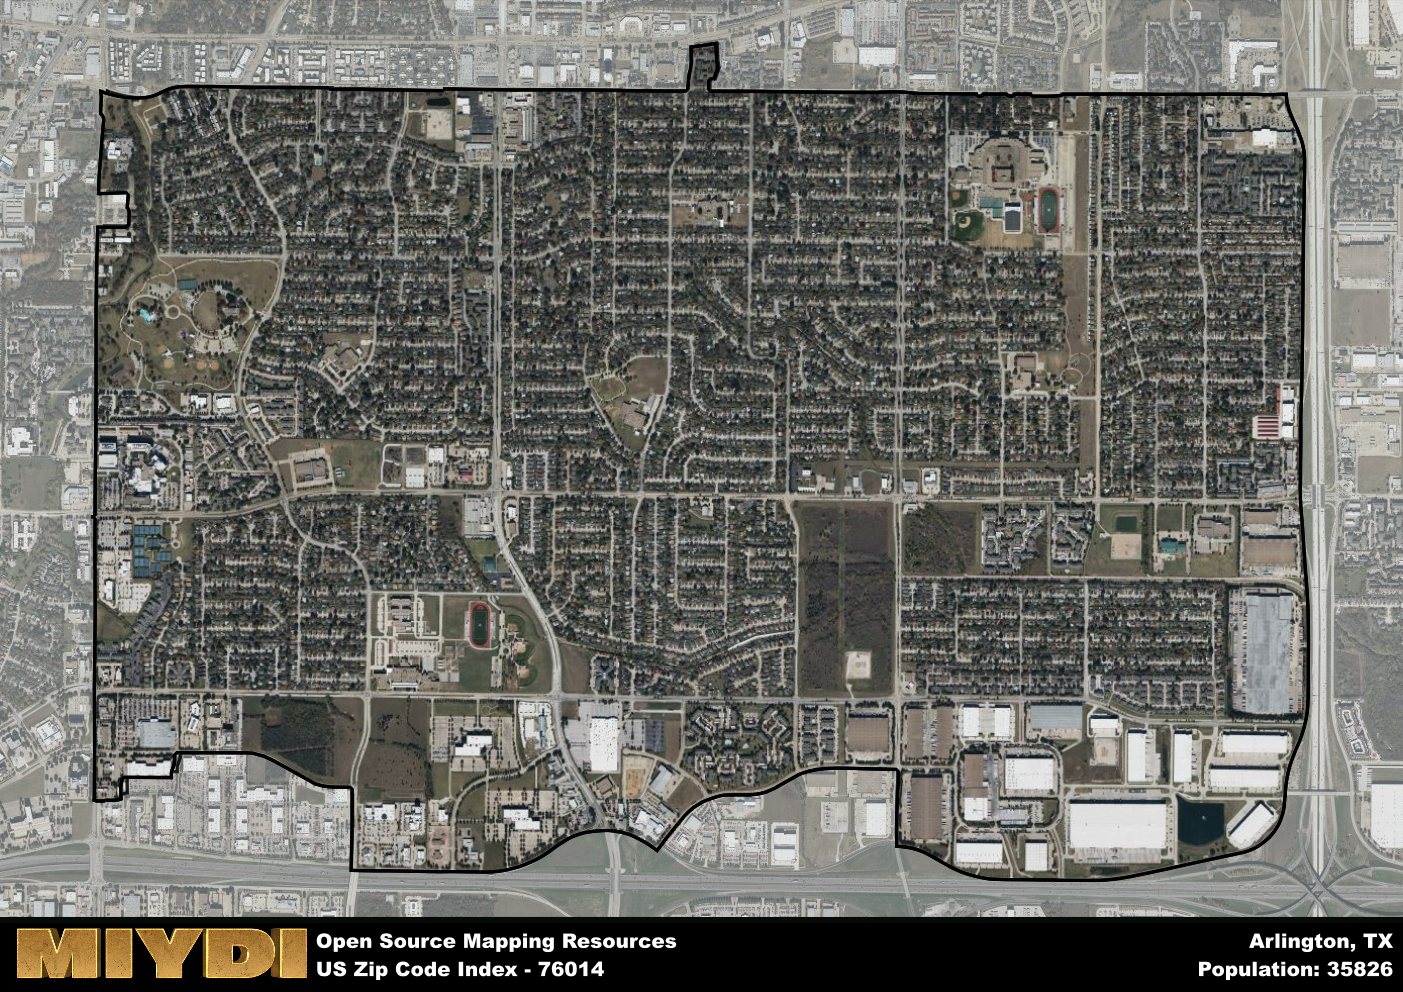 MIYDI
Open Source Mapping Resources
US Zip Code Index - 76014
Arlington, TX
Population: 35826